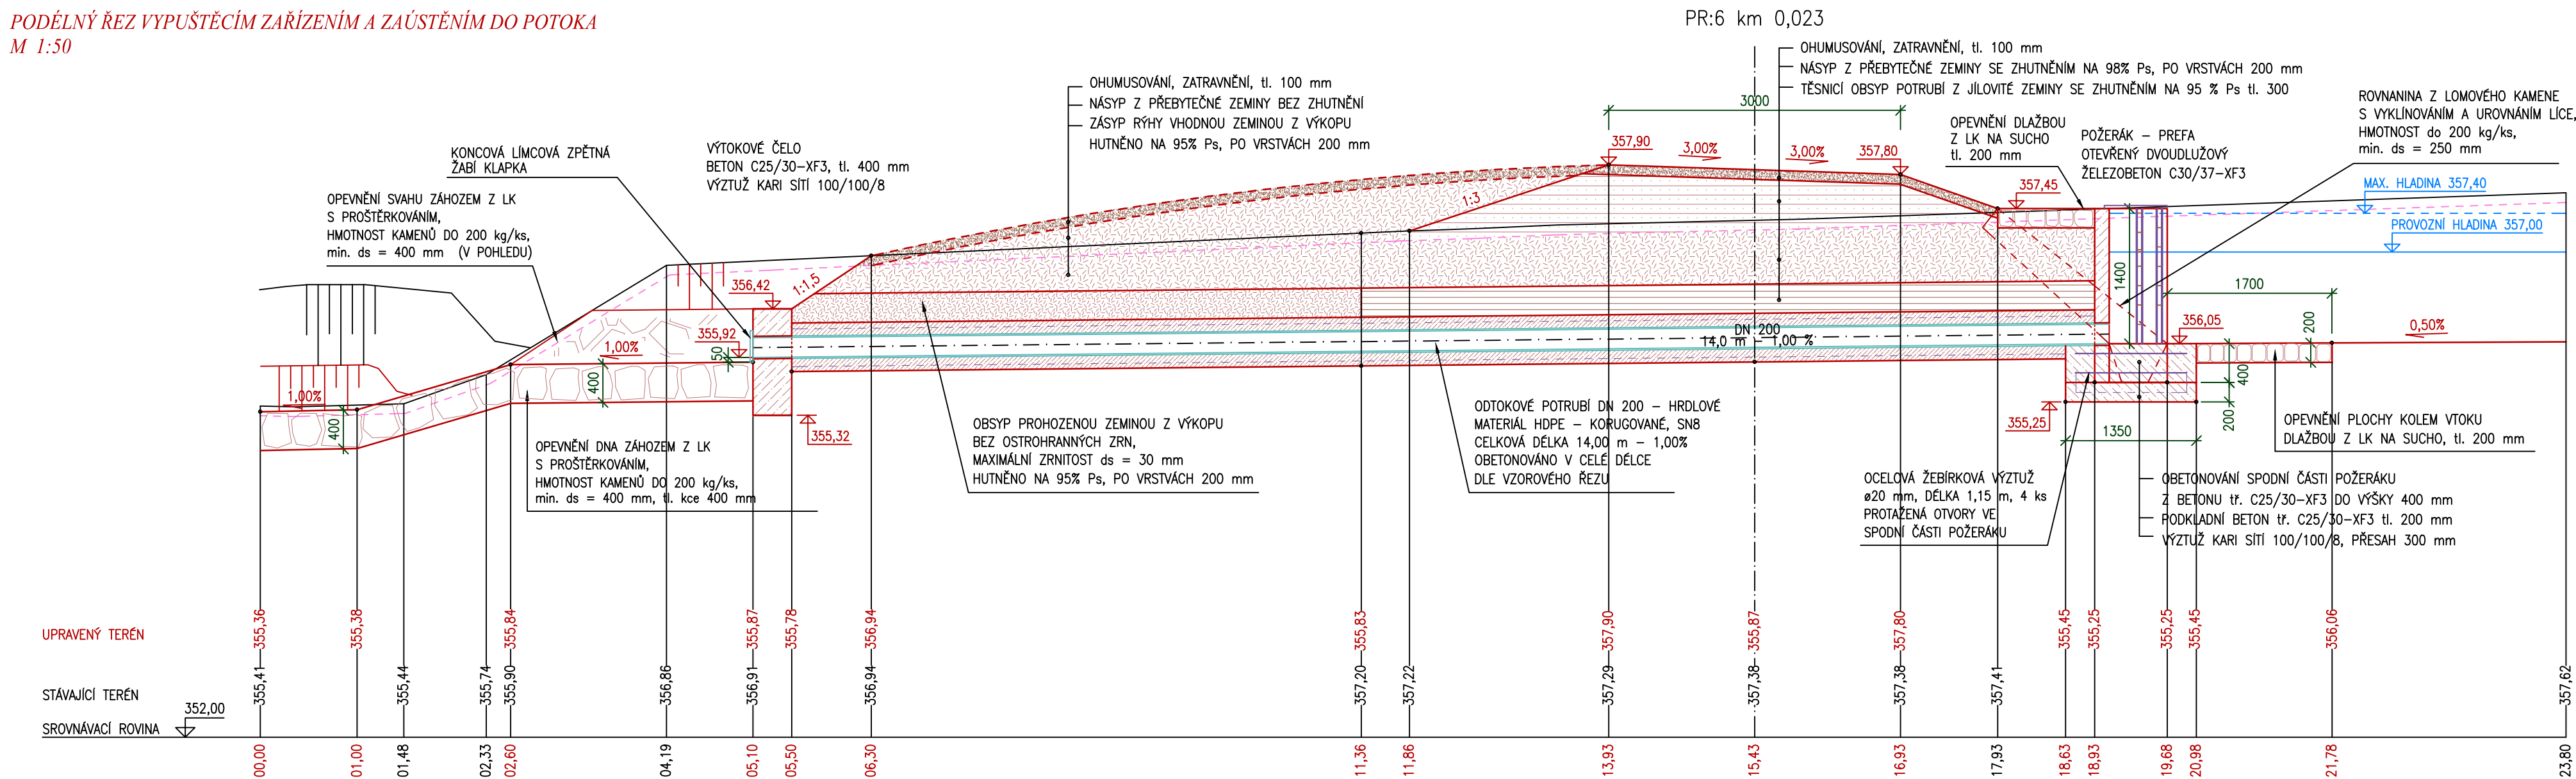 PODÉLNÝ ŘEZ VYPUŠTĚCÍM ZAŘÍZENÍM A ZAÚSTĚNÍM DO POTOKA
M 1:50
PR:6 km 0,023
OHUMUSOVÁNÍ, ZATRAVNĚNÍ, tl. 100 mm
NÁSYP Z PŘEBYTEČNÉ ZEMINY SE ZHUTNĚNÍM NA 98% Ps, PO VRSTVÁCH 200 mm
TĚSNICÍ OBSYP POTRUBÍ Z JÍLOVITÉ ZEMINY SE ZHUTNĚNÍM NA 95 % Ps tl. 300
OHUMUSOVÁNÍ, ZATRAVNĚNÍ, tl. 100 mm
NÁSYP Z PŘEBYTEČNÉ ZEMINY BEZ ZHUTNĚNÍ
ZÁSYP RÝHY VHODNOU ZEMINOU Z VÝKOPU
HUTNĚNO NA 95% Ps, PO VRSTVÁCH 200 mm
ROVNANINA Z LOMOVÉHO KAMENE
S VYKLÍNOVÁNÍM A UROVNÁNÍM LÍCE,
HMOTNOST do 200 kg/ks,
min. ds = 250 mm
OPEVNĚNÍ DLAŽBOU
Z LK NA SUCHO
tl. 200 mm
POŽERÁK – PREFA
OTEVŘENÝ DVOUDLUŽOVÝ
ŽELEZOBETON C30/37-XF3
KONCOVÁ LÍMCOVÁ ZPĚTNÁ
ŽABÍ KLAPKA
VÝTOKOVÉ ČELO
BETON C25/30-XF3, tl. 400 mm
VÝZTUŽ KARI SÍTÍ 100/100/8
OPEVNĚNÍ SVAHU ZÁHOZEM Z LK
S PROŠTĚRKOVÁNÍM,
HMOTNOST KAMENŮ DO 200 kg/ks,
min. ds = 400 mm (V POHLEDU)
3000
357,90
3,00%
3,00%
357,80
357,45
MAX. HLADINA 357,40
PROVOZNÍ HLADINA 357,00
1:3
1:1,5
356,42
355,92
50
1,00%
400
1,00%
400
355,32
DN 200
14,0 m – 1,00 %
1400
1700
200
356,05
0,50%
400
200
355,25
1350
OPEVNĚNÍ DNA ZÁHOZEM Z LK
S PROŠTĚRKOVÁNÍM,
HMOTNOST KAMENŮ DO 200 kg/ks,
min. ds = 400 mm, tl. kce 400 mm
OBSYP PROHOZENOU ZEMINOU Z VÝKOPU
BEZ OSTROHRANNÝCH ZRN,
MAXIMÁLNÍ ZRNITOST ds = 30 mm
HUTNĚNO NA 95% Ps, PO VRSTVÁCH 200 mm
ODTOKOVÉ POTRUBÍ DN 200 – HRDLOVÉ
MATERIÁL HDPE – KORUGOVANÉ, SN8
CELKOVÁ DÉLKA 14,00 m – 1,00%
OBETONOVÁNO V CELÉ DÉLCE
DLE VZOROVÉHO ŘEZU
OCELOVÁ ŽEBÍRKOVÁ VÝZTUŽ
ø20 mm, DÉLKA 1,15 m, 4 ks
PROTAŽENÁ OTVORY VE
SPODNÍ ČÁSTI POŽERÁKU
OPEVNĚNÍ PLOCHY KOLEM VTOKU
DLAŽBOU Z LK NA SUCHO, tl. 200 mm
OBETONOVÁNÍ SPODNÍ ČÁSTI POŽERÁKU
Z BETONU tř. C25/30-XF3 DO VÝŠKY 400 mm
PODKLADNÍ BETON tř. C25/30-XF3 tl. 200 mm
VÝZTUŽ KARI SÍTÍ 100/100/8, PŘESAH 300 mm
UPRAVENÝ TERÉN
355,36 355,38 355,84 355,87 355,78 356,94 355,83 357,90 355,87 357,80 355,45 355,25 355,25 355,45 356,06
STÁVAJÍCÍ TERÉN
355,41 355,44 355,74 355,90 356,86 356,91 356,94 357,20 357,22 357,29 357,38 357,38 357,41 357,62
SROVNÁVACÍ ROVINA 352,00
00,00 01,00 01,48 02,33 02,60 04,19 05,10 05,50 06,30 11,36 11,86 13,93 15,43 16,93 17,93 18,63 18,93 19,68 20,98 21,78 23,80